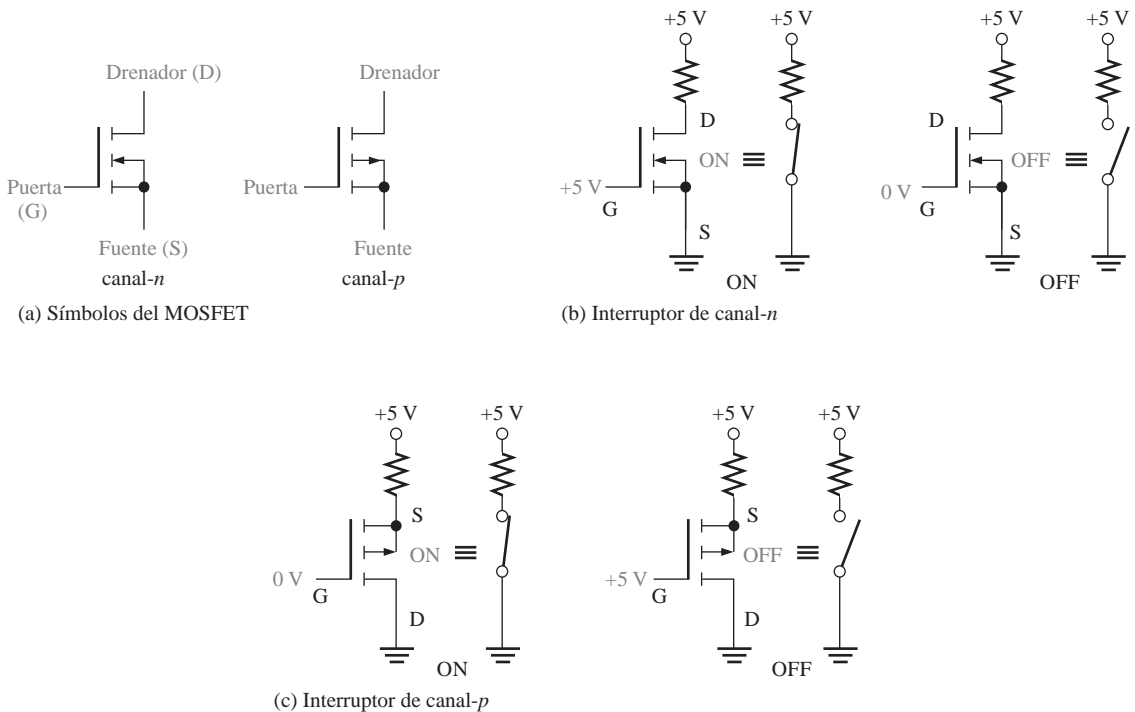 Drenador (D)
Puerta
(G)
Fuente (S)
canal-n
Drenador
Puerta
Fuente
canal-p
(a) Símbolos del MOSFET
+5 V
+5 V
D
ON
+5 V
G
S
ON
+5 V
+5 V
D
OFF
0 V
G
S
OFF
(b) Interruptor de canal-n
+5 V
+5 V
S
ON
0 V
G
D
ON
+5 V
+5 V
S
OFF
+5 V
G
D
OFF
(c) Interruptor de canal-p